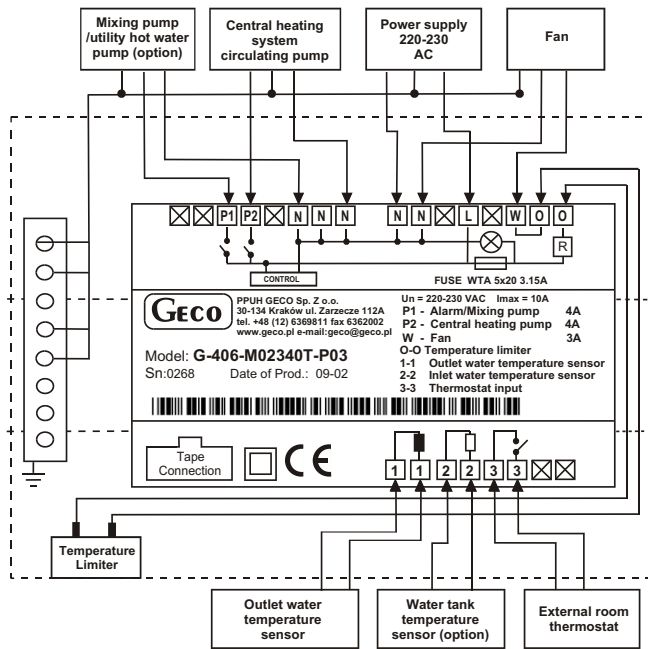 Mixing pump
/utility hot water
pump (option)
Central heating
system
circulating pump
Power supply
220-230
AC
Fan
P1 P2 N N N N N L W O O
R
CONTROL
FUSE WTA 5x20 3.15A
GECO
PPUH GECO Sp. Z o.o.
30-134 Kraków ul. Zarzecze 112A
tel. +48 (12) 6369811 fax 6362002
www.geco.pl e-mail:geco@geco.pl
Model: G-406-M02340T-P03
Sn:0268 Date of Prod.: 09-02
Un = 220-230 VAC Imax = 10A
P1 - Alarm/Mixing pump 4A
P2 - Central heating pump 4A
W - Fan 3A
O-O Temperature limiter
1-1 Outlet water temperature sensor
2-2 Inlet water temperature sensor
3-3 Thermostat input
Tape
Connection
CE
1 1 2 2 3 3
Temperature
Limiter
Outlet water
temperature
sensor
Water tank
temperature
sensor (option)
External room
thermostat